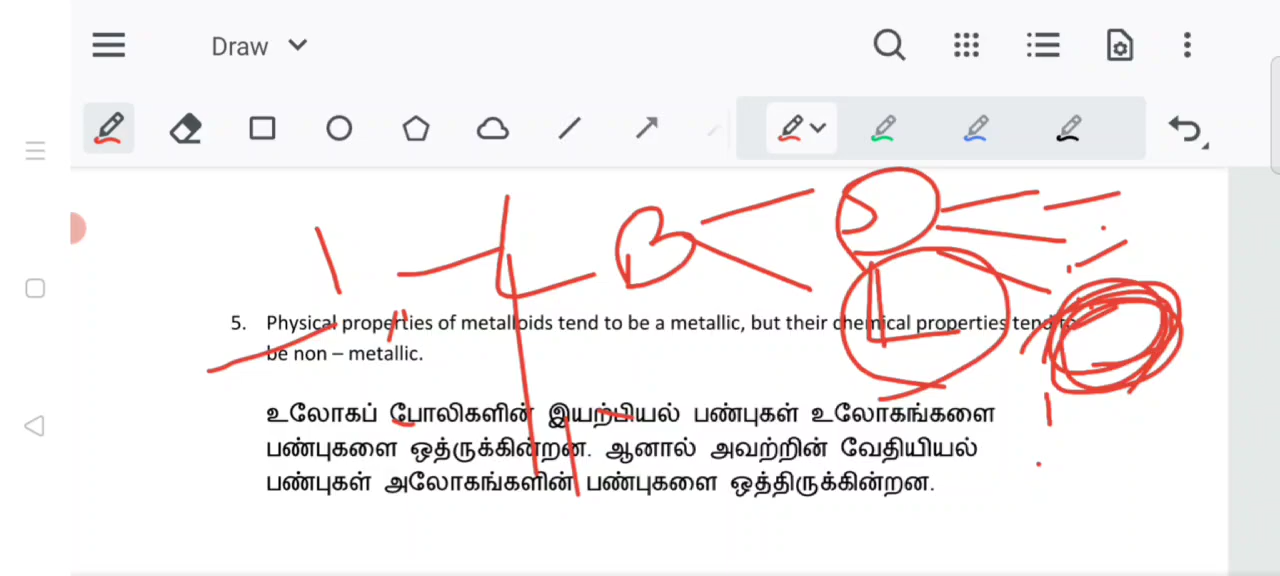 Draw
5. Physical properties of metalloids tend to be a metallic, but their chemical properties tend to
be non – metallic.
உலோகப் போலிகளின் இயற்பியல் பண்புகள் உலோகங்களை
பண்புகளை ஒத்ருக்கின்றன. ஆனால் அவற்றின் வேதியியல்
பண்புகள் அலோகங்களின் பண்புகளை ஒத்திருக்கின்றன.